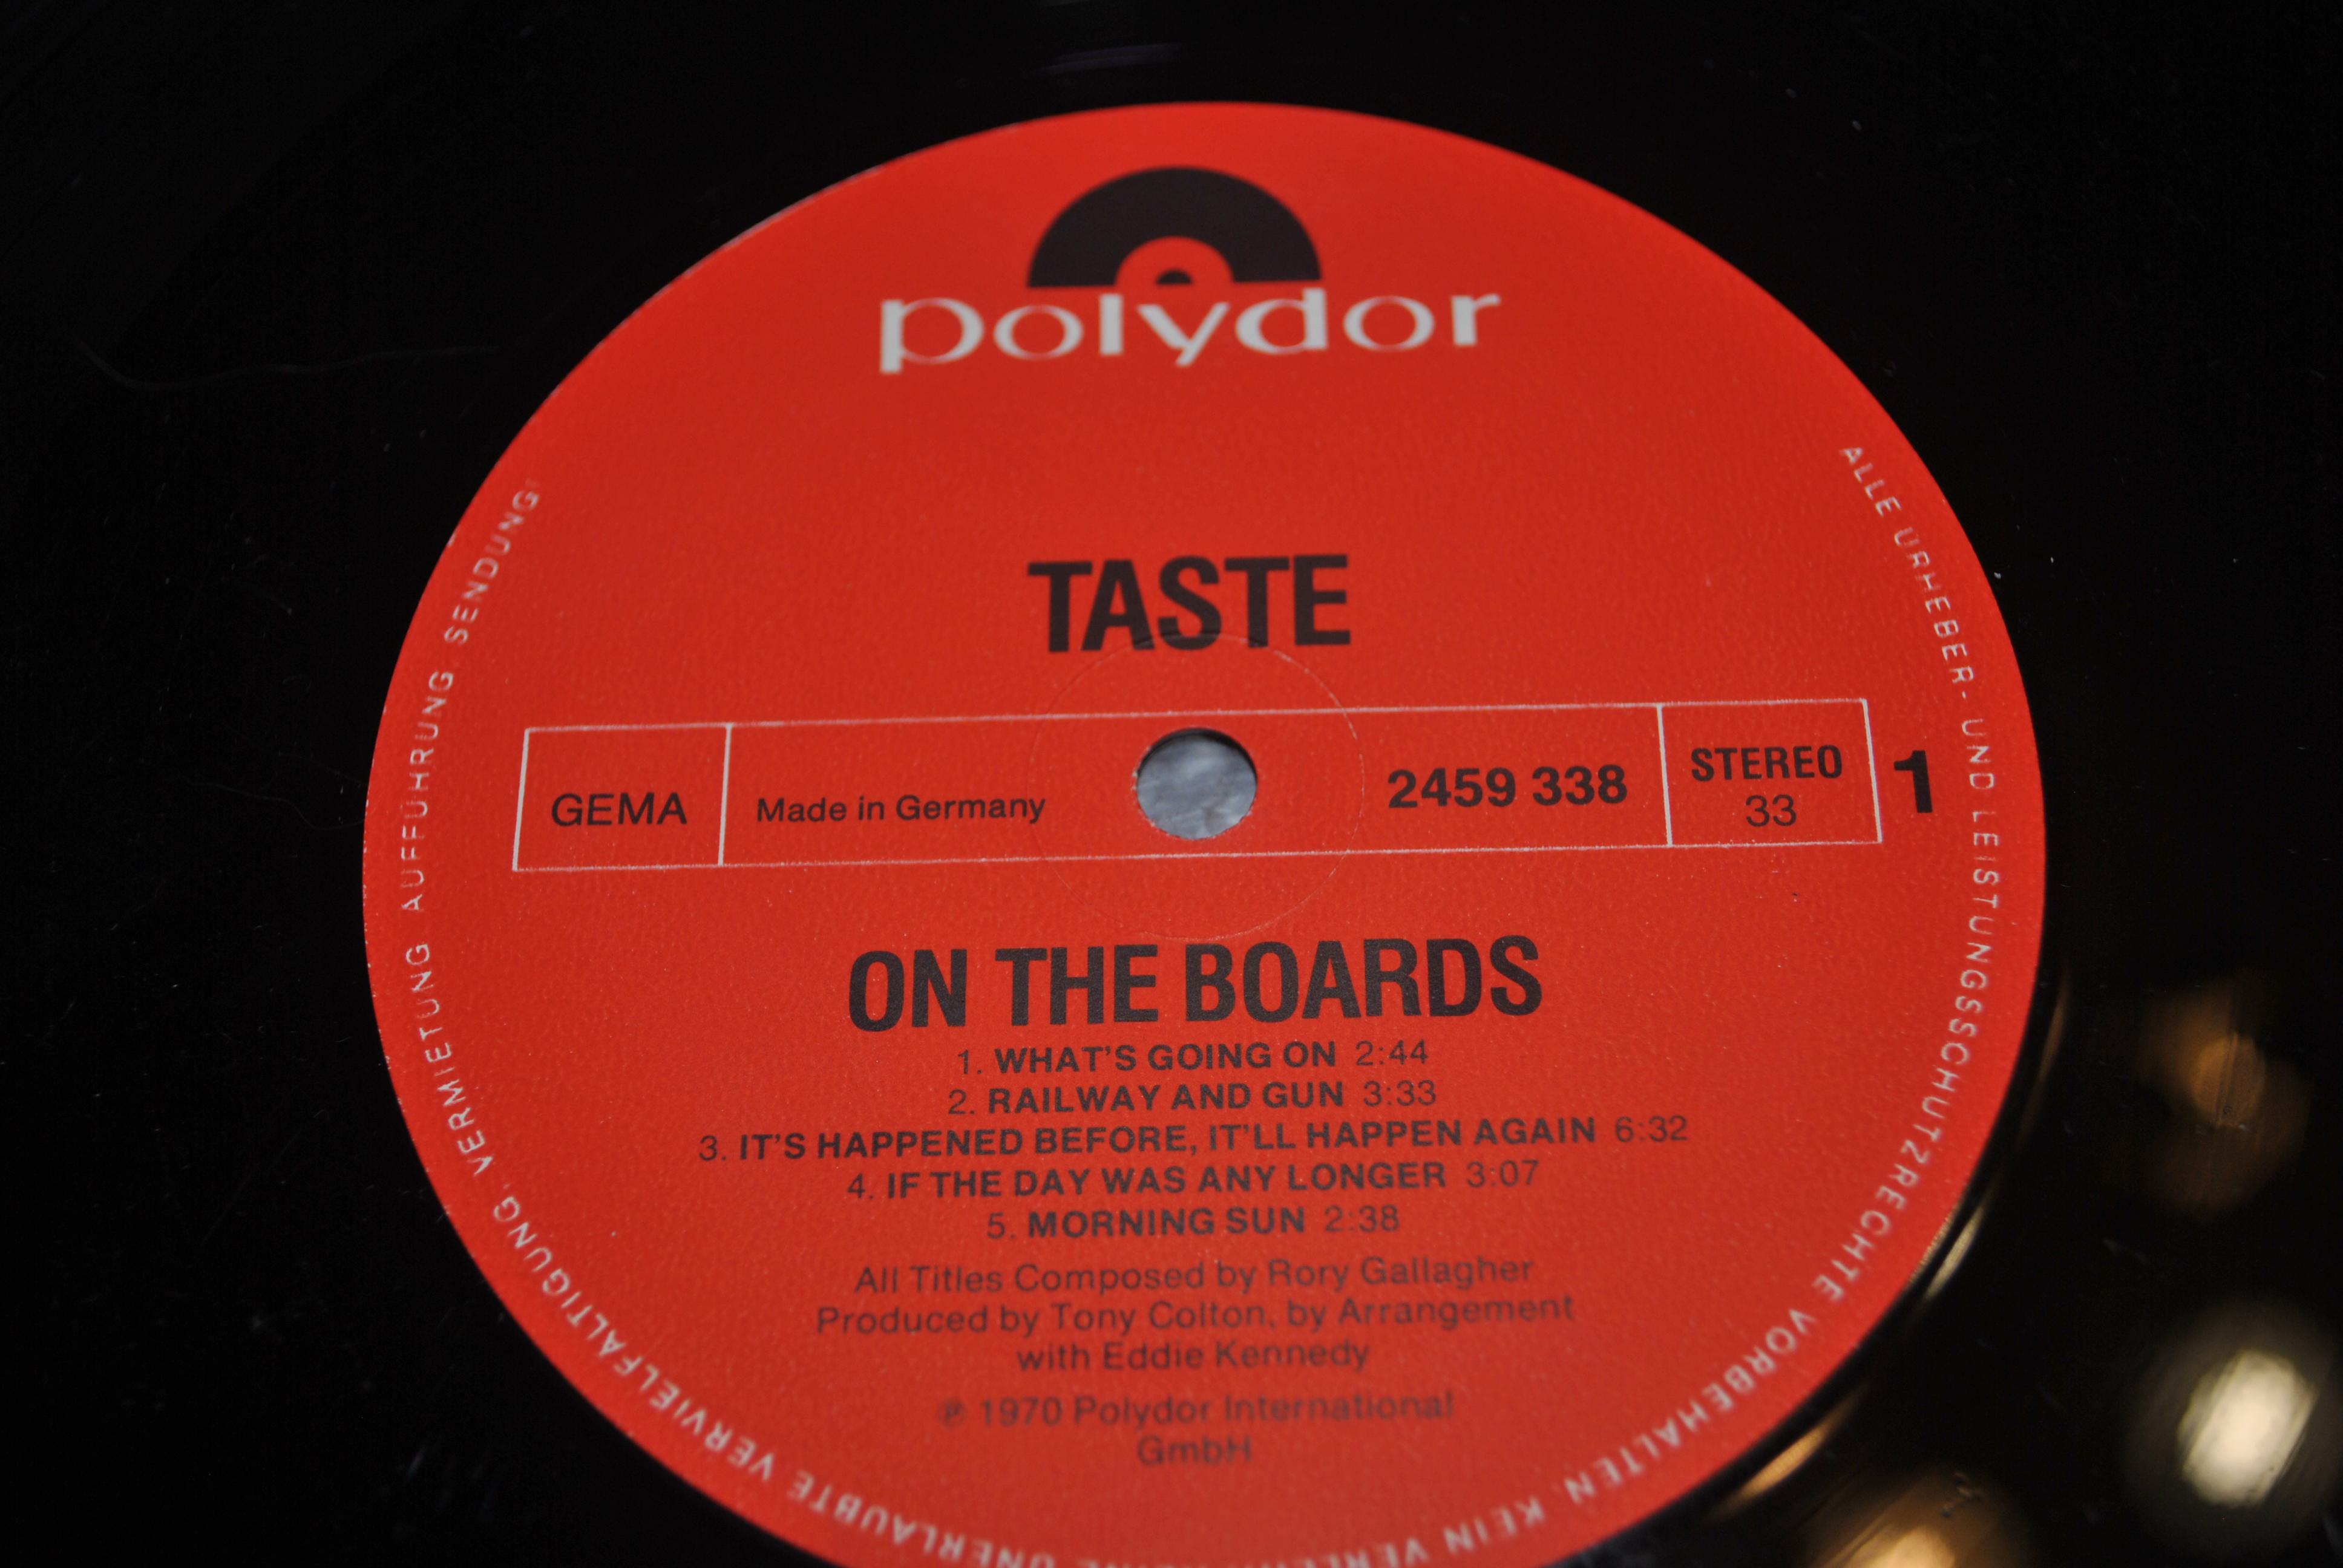 polydor
TASTE
GEMA
Made in Germany
2459 338
STEREO
33
1
ON THE BOARDS
1. WHAT'S GOING ON 2:44
2. RAILWAY AND GUN 3:33
3. IT'S HAPPENED BEFORE, IT'LL HAPPEN AGAIN 6:32
4. IF THE DAY WAS ANY LONGER 3:07
5. MORNING SUN 2:38
All Titles Composed by Rory Gallagher
Produced by Tony Colton, by Arrangement
with Eddie Kennedy
℗ 1970 Polydor International
GmbH
ALLE URHEBER- UND LEISTUNGSSCHUTZRECHTE VORBEHALTEN. KEIN UNERLAUBTE VERVIELFÄLTIGUNG, VERMIETUNG, AUFFÜHRUNG, SENDUNG!